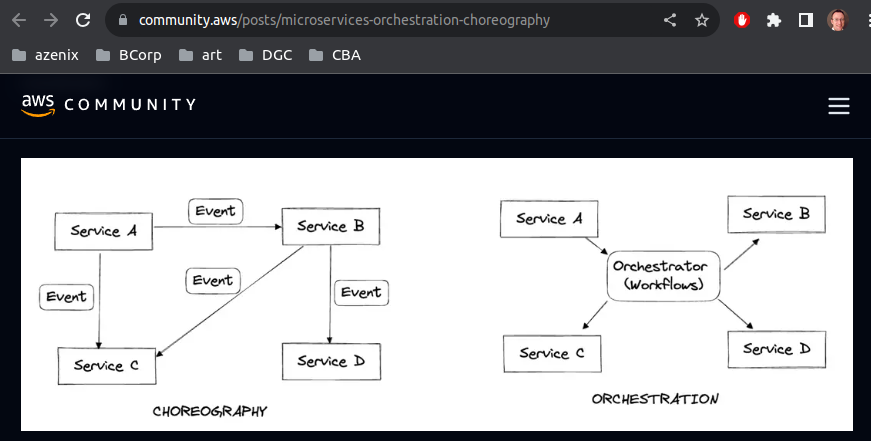 community.aws/posts/microservices-orchestration-choreography
azenix BCorp art DGC CBA
aws COMMUNITY
Event
Service A
Service B
Event
Event
Event
Service C
Service D
CHOREOGRAPHY
Service A
Service B
Orchestrator
(Workflows)
Service C
Service D
ORCHESTRATION